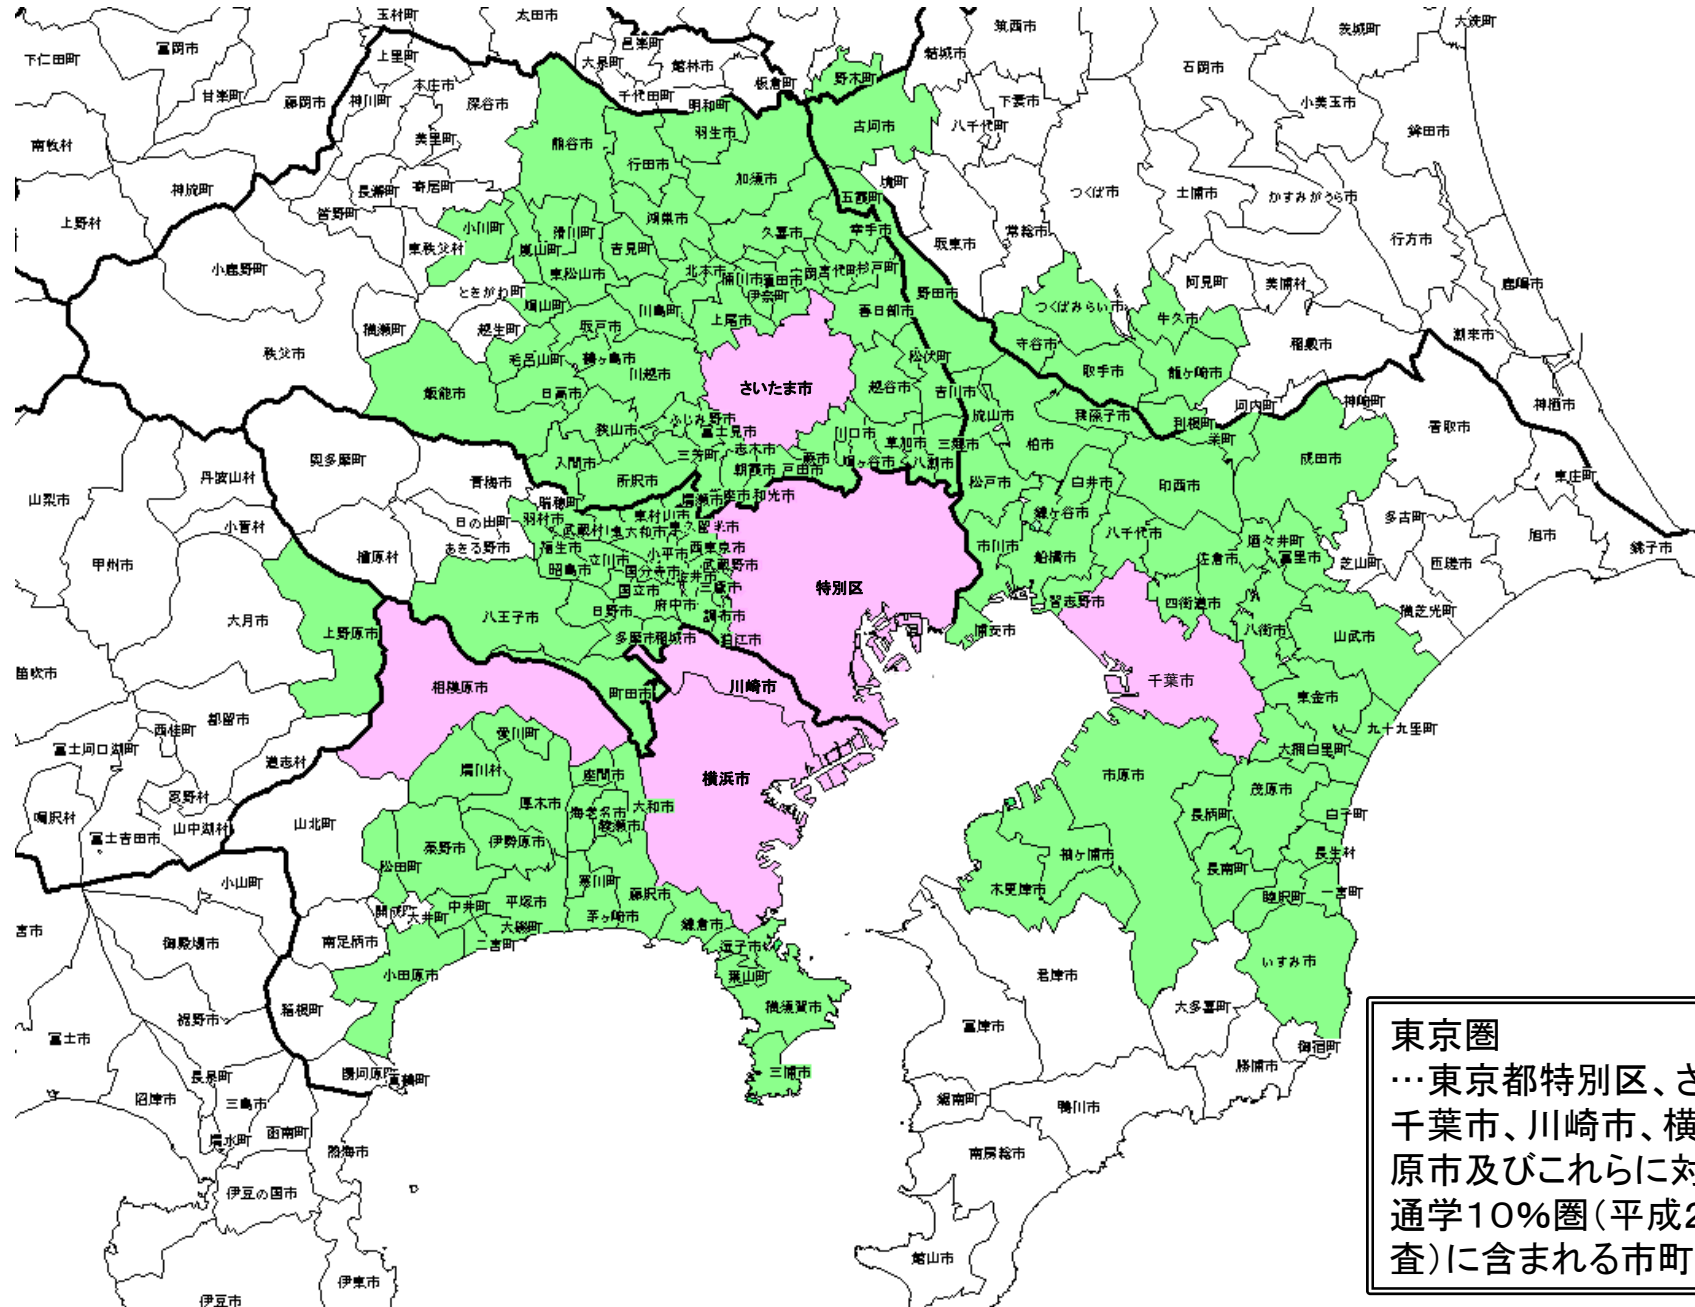 玉村町
太田市
筑西市
茨城町
大洗町
下仁田町
富岡市
上里町
邑楽町
大泉町
館林市
板倉町
野木町
結城市
石岡市
甘楽町
藤岡市
神川町
本庄市
深谷市
千代田町
明和町
下妻市
小美玉市
南牧村
美里町
熊谷市
羽生市
古河市
八千代町
鉾田市
神流町
長瀞町
寄居町
行田市
加須市
境町
つくば市
土浦市
かすみがうら市
上野村
皆野町
小川町
滑川町
鴻巣市
五霞町
東秩父村
嵐山町
吉見町
久喜市
幸手市
坂東市
常総市
行方市
小鹿野町
東松山市
北本市
桶川市
蓮田市
宮代町
杉戸町
ときがわ町
鳩山町
川島町
伊奈町
野田市
阿見町
美浦村
鹿嶋市
横瀬町
越生町
坂戸市
上尾市
春日部市
つくばみらい市
牛久市
潮来市
秩父市
毛呂山町
鶴ヶ島市
川越市
松伏町
守谷市
稲敷市
飯能市
日高市
さいたま市
越谷市
吉川市
取手市
龍ヶ崎市
河内町
神崎町
神栖市
狭山市
ふじみ野市
富士見市
川口市
草加市
三郷市
流山市
柏市
我孫子市
利根町
栄町
香取市
丹波山村
奥多摩町
入間市
三芳町
志木市
蕨市
鳩ヶ谷市
八潮市
成田市
山梨市
青梅市
所沢市
朝霞市
戸田市
松戸市
白井市
印西市
東庄町
小菅村
瑞穂町
清瀬市
新座市
和光市
日の出町
羽村市
武蔵村山市
東大和市
東村山市
東久留米市
鎌ヶ谷市
多古町
旭市
甲州市
檜原村
あきる野市
福生市
立川市
小平市
西東京市
市川市
船橋市
八千代市
佐倉市
酒々井町
富里市
芝山町
匝瑳市
銚子市
昭島市
国分寺市
小金井市
武蔵野市
三鷹市
特別区
大月市
上野原市
八王子市
日野市
国立市
府中市
調布市
習志野市
四街道市
八街市
山武市
横芝光町
多摩市
稲城市
狛江市
浦安市
笛吹市
相模原市
町田市
川崎市
千葉市
東金市
都留市
西桂町
愛川町
九十九里町
富士河口湖町
道志村
清川村
座間市
横浜市
市原市
大網白里町
忍野村
厚木市
海老名市
大和市
茂原市
鳴沢村
富士吉田市
山中湖村
山北町
綾瀬市
長柄町
白子町
秦野市
伊勢原市
松田町
袖ヶ浦市
長生村
小山町
寒川町
藤沢市
木更津市
長南町
一宮町
開成町
大井町
中井町
平塚市
茅ヶ崎市
鎌倉市
睦沢町
宮市
御殿場市
南足柄市
大磯町
二宮町
逗子市
小田原市
葉山町
君津市
いすみ市
裾野市
箱根町
横須賀市
大多喜町
富士市
富津市
御宿町
長泉町
湯河原町
真鶴町
三浦市
勝浦市
沼津市
三島市
鋸南町
鴨川市
清水町
函南町
熱海市
南房総市
伊豆の国市
館山市
伊東市
伊豆市
東京圏
…東京都特別区、さ
千葉市、川崎市、横
原市及びこれらに対
通学10%圏（平成2
査）に含まれる市町